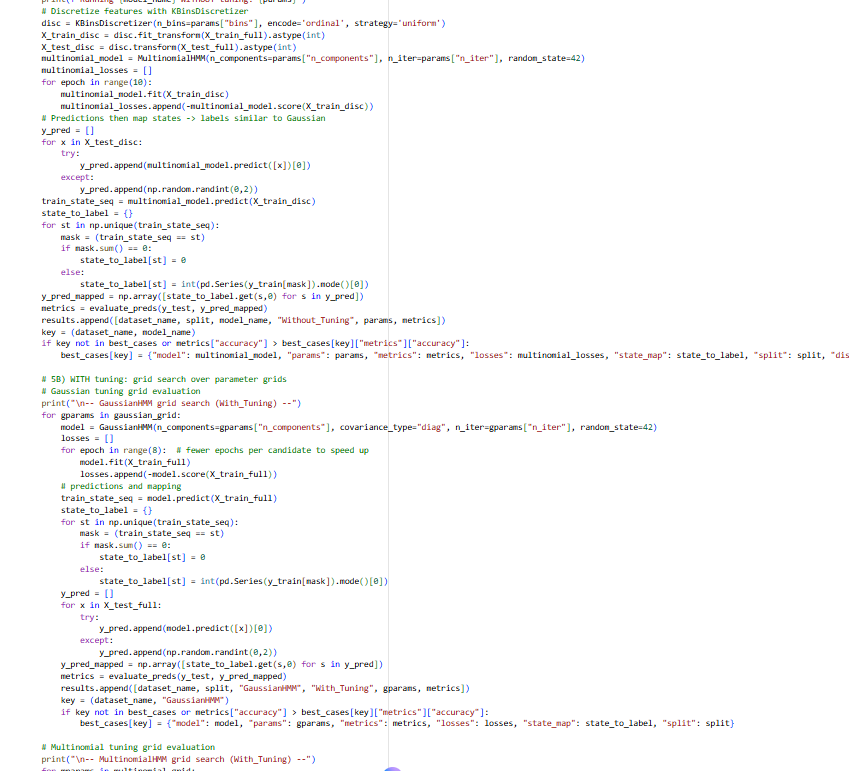 print(f"Running {model_name} without tuning: {params}")
# Discretize features with KBinsDiscretizer
disc = KBinsDiscretizer(n_bins=params["bins"], encode='ordinal', strategy='uniform')
X_train_disc = disc.fit_transform(X_train_full).astype(int)
X_test_disc = disc.transform(X_test_full).astype(int)
multinomial_model = MultinomialHMM(n_components=params["n_components"], n_iter=params["n_iter"], random_state=42)
multinomial_losses = []
for epoch in range(10):
    multinomial_model.fit(X_train_disc)
    multinomial_losses.append(-multinomial_model.score(X_train_disc))
# Predictions then map states -> labels similar to Gaussian
y_pred = []
for x in X_test_disc:
    try:
        y_pred.append(multinomial_model.predict([x])[0])
    except:
        y_pred.append(np.random.randint(0,2))
train_state_seq = multinomial_model.predict(X_train_disc)
state_to_label = {}
for st in np.unique(train_state_seq):
    mask = (train_state_seq == st)
    if mask.sum() == 0:
        state_to_label[st] = 0
    else:
        state_to_label[st] = int(pd.Series(y_train[mask]).mode()[0])
y_pred_mapped = np.array([state_to_label.get(s,0) for s in y_pred])
metrics = evaluate_preds(y_test, y_pred_mapped)
results.append([dataset_name, split, model_name, "Without_Tuning", params, metrics])
key = (dataset_name, model_name)
if key not in best_cases or metrics["accuracy"] > best_cases[key]["metrics"]["accuracy"]:
    best_cases[key] = {"model": multinomial_model, "params": params, "metrics": metrics, "losses": multinomial_losses, "state_map": state_to_label, "split": split, "dis
# 5B) WITH tuning: grid search over parameter grids
# Gaussian tuning grid evaluation
print("\n-- GaussianHMM grid search (With_Tuning) --")
for gparams in gaussian_grid:
    model = GaussianHMM(n_components=gparams["n_components"], covariance_type="diag", n_iter=gparams["n_iter"], random_state=42)
    losses = []
    for epoch in range(8):  # fewer epochs per candidate to speed up
        model.fit(X_train_full)
        losses.append(-model.score(X_train_full))
    # predictions and mapping
    train_state_seq = model.predict(X_train_full)
    state_to_label = {}
    for st in np.unique(train_state_seq):
        mask = (train_state_seq == st)
        if mask.sum() == 0:
            state_to_label[st] = 0
        else:
            state_to_label[st] = int(pd.Series(y_train[mask]).mode()[0])
    y_pred = []
    for x in X_test_full:
        try:
            y_pred.append(model.predict([x])[0])
        except:
            y_pred.append(np.random.randint(0,2))
    y_pred_mapped = np.array([state_to_label.get(s,0) for s in y_pred])
    metrics = evaluate_preds(y_test, y_pred_mapped)
    results.append([dataset_name, split, "GaussianHMM", "With_Tuning", gparams, metrics])
    key = (dataset_name, "GaussianHMM")
    if key not in best_cases or metrics["accuracy"] > best_cases[key]["metrics"]["accuracy"]:
        best_cases[key] = {"model": model, "params": gparams, "metrics": metrics, "losses": losses, "state_map": state_to_label, "split": split}
# Multinomial tuning grid evaluation
print("\n-- MultinomialHMM grid search (With_Tuning) --")
for mparams in multinomial_grid: